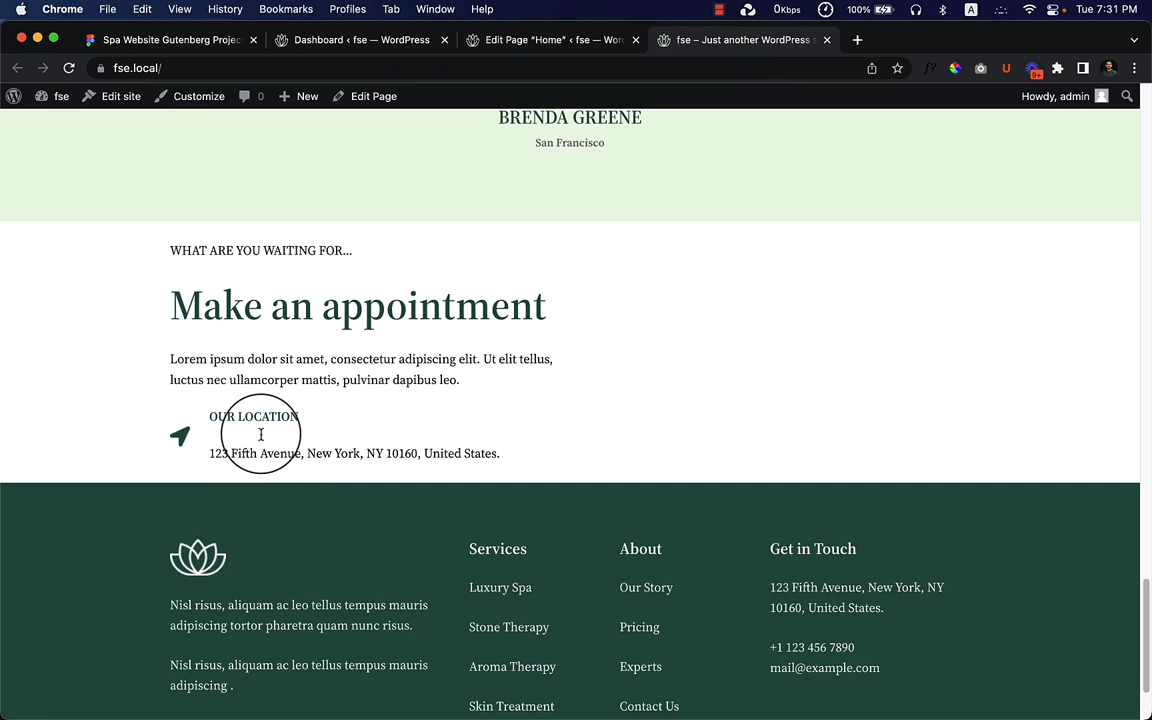 Chrome File Edit View History Bookmarks Profiles Tab Window Help 0Kbps 100% A Tue 7:31 PM
Spa Website Gutenberg Projec Dashboard ‹ fse — WordPress Edit Page “Home” ‹ fse — Wor fse – Just another WordPress s
fse.local/ f? U 9+
fse Edit site Customize 0 New Edit Page Howdy, admin
BRENDA GREENE
San Francisco
WHAT ARE YOU WAITING FOR...
Make an appointment
Lorem ipsum dolor sit amet, consectetur adipiscing elit. Ut elit tellus,
luctus nec ullamcorper mattis, pulvinar dapibus leo.
OUR LOCATION
123 Fifth Avenue, New York, NY 10160, United States.
Services About Get in Touch
Luxury Spa Our Story 123 Fifth Avenue, New York, NY
10160, United States.
Nisl risus, aliquam ac leo tellus tempus mauris
adipiscing tortor pharetra quam nunc risus.
Stone Therapy Pricing
+1 123 456 7890
Nisl risus, aliquam ac leo tellus tempus mauris
adipiscing .
Aroma Therapy Experts mail@example.com
Skin Treatment Contact Us